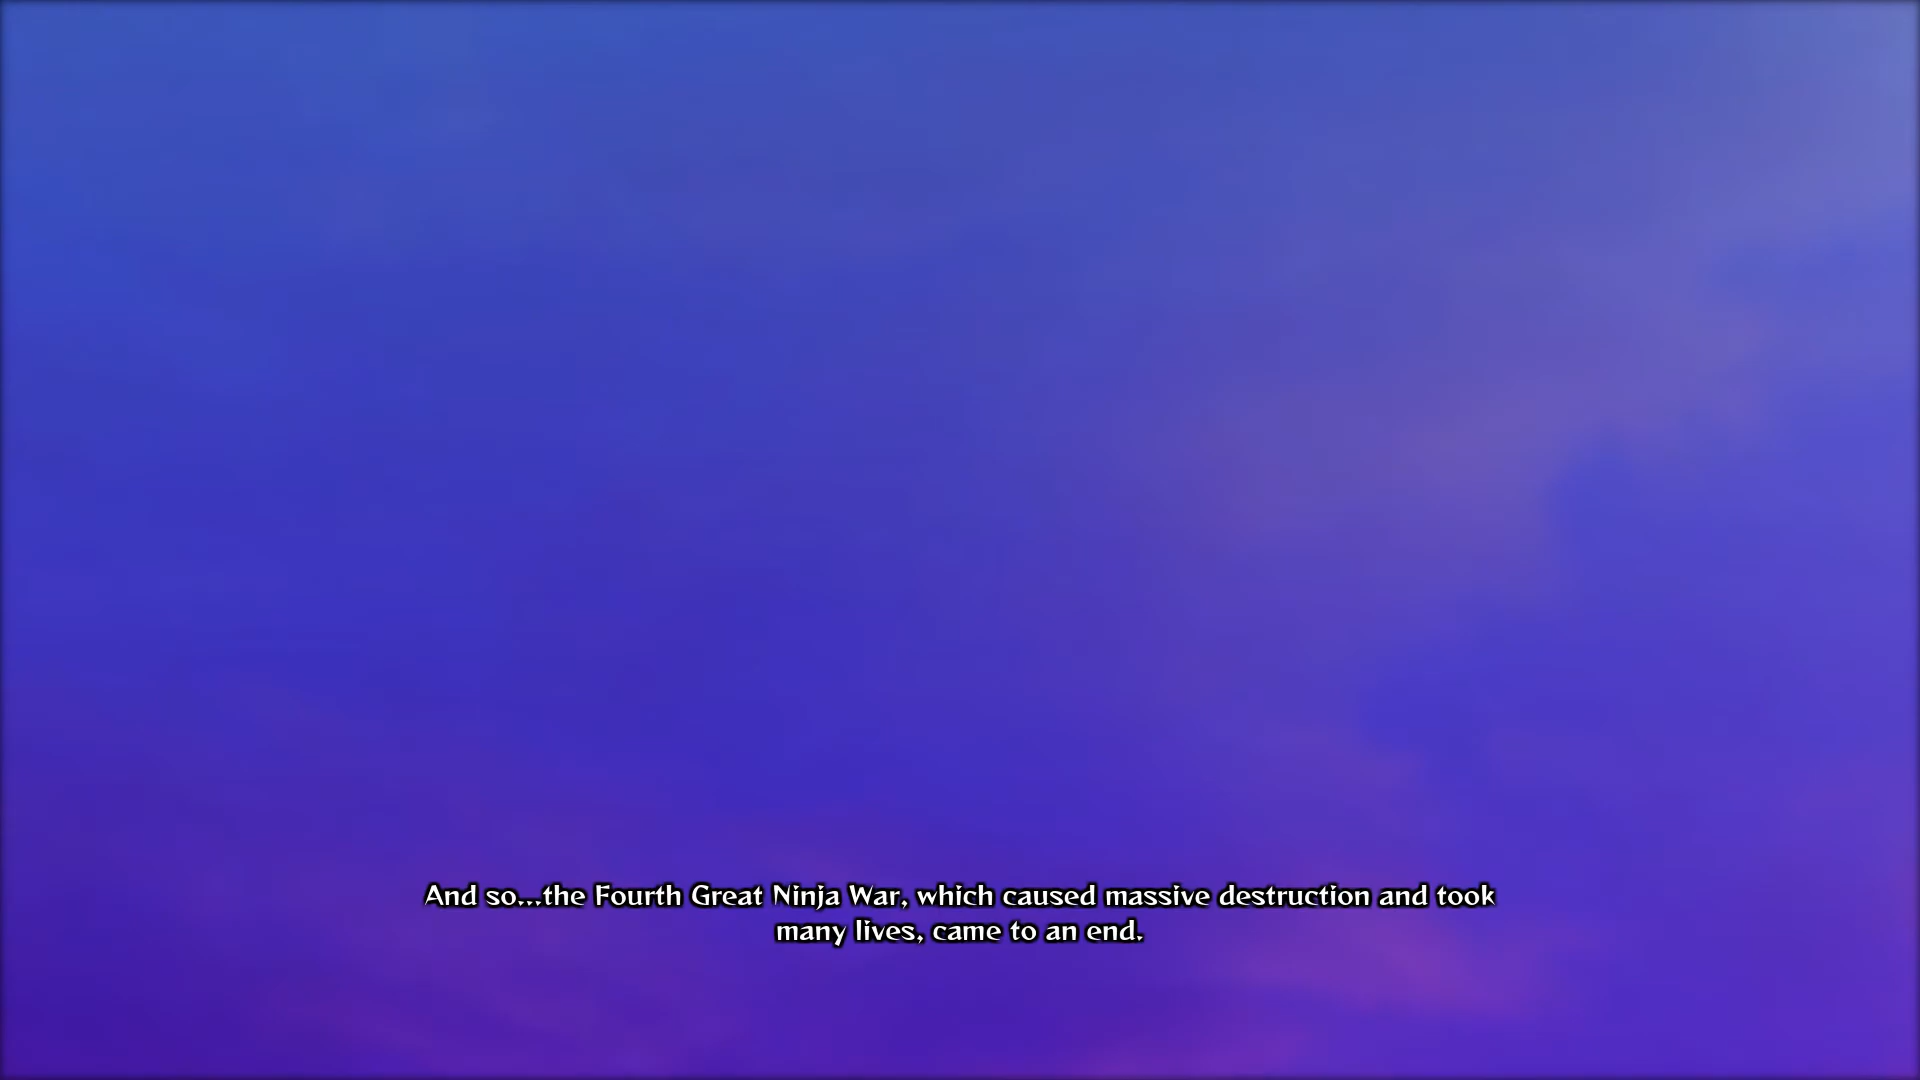 And so...the Fourth Great Ninja War, which caused massive destruction and took
many lives, came to an end.